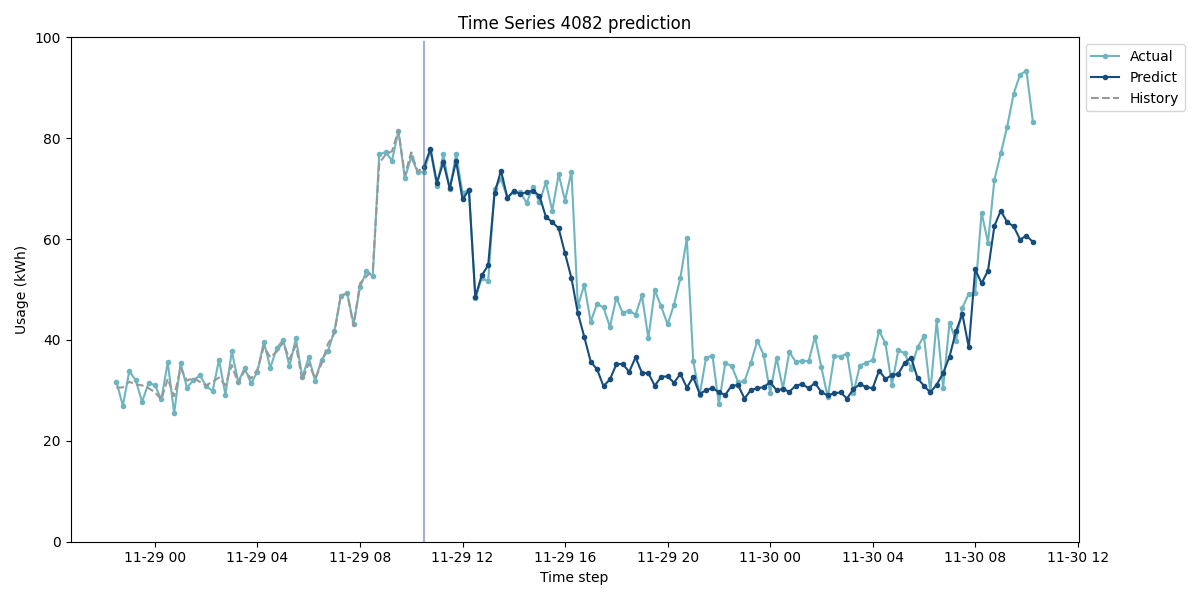 Time Series 4082 prediction
100
80
60
40
20
0
Usage (kWh)
11-29 00
11-29 04
11-29 08
11-29 12
11-29 16
11-29 20
11-30 00
11-30 04
11-30 08
11-30 12
Time step
Actual
Predict
History